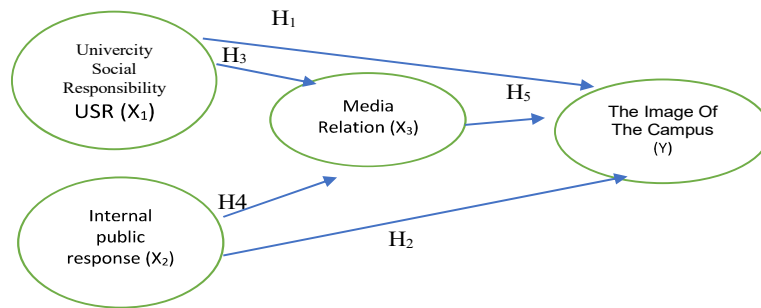 H₁
Univercity
Social
Responsibility
USR (X₁)
H₃
Media
Relation (X₃)
H₅
The Image Of
The Campus
(Y)
Internal
public
response (X₂)
H4
H₂